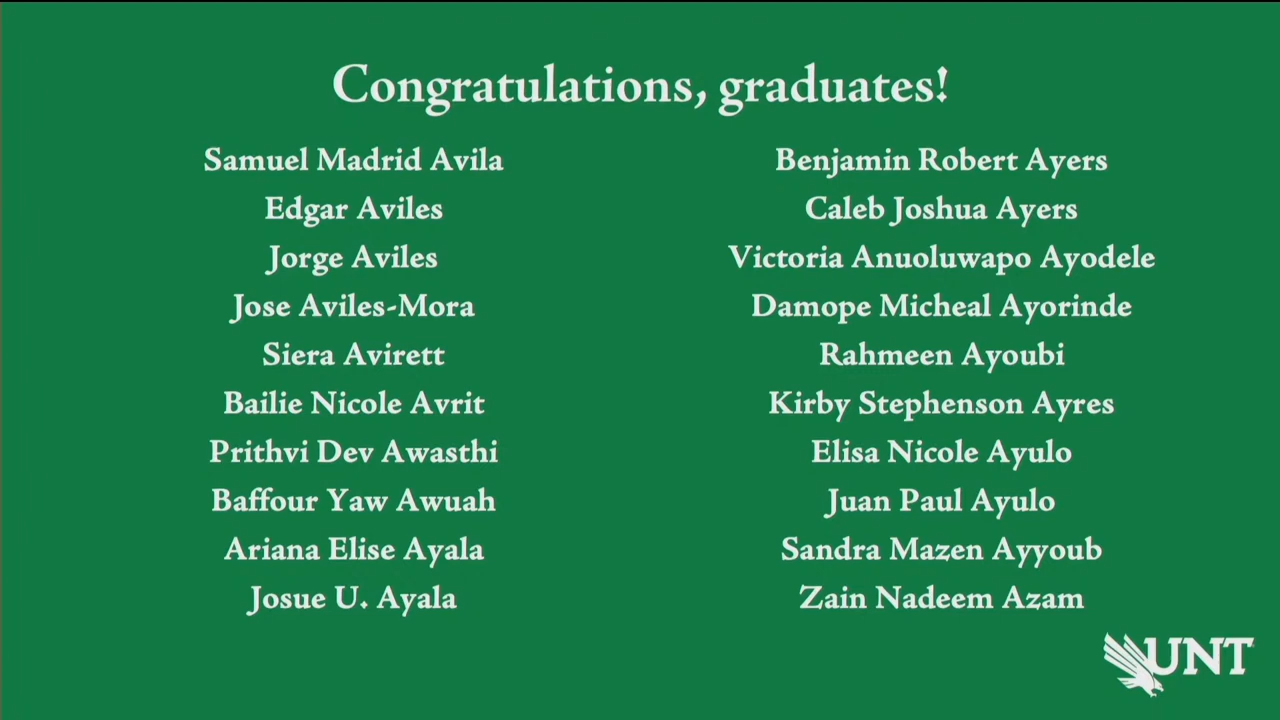 Congratulations, graduates!
Samuel Madrid Avila
Edgar Aviles
Jorge Aviles
Jose Aviles-Mora
Siera Avirett
Bailie Nicole Avrit
Prithvi Dev Awasthi
Baffour Yaw Awuah
Ariana Elise Ayala
Josue U. Ayala
Benjamin Robert Ayers
Caleb Joshua Ayers
Victoria Anuoluwapo Ayodele
Damope Micheal Ayorinde
Rahmeen Ayoubi
Kirby Stephenson Ayres
Elisa Nicole Ayulo
Juan Paul Ayulo
Sandra Mazen Ayyoub
Zain Nadeem Azam
UNT